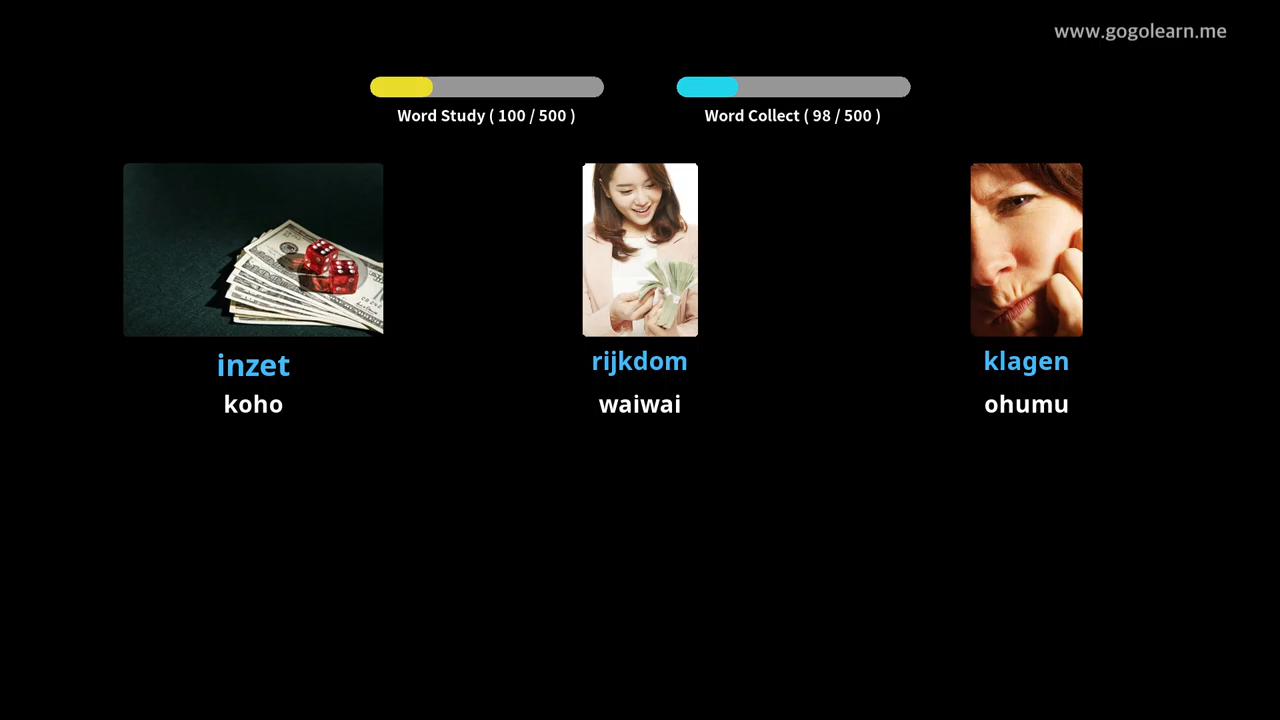 www.gogolearn.me
Word Study ( 100 / 500 )
Word Collect ( 98 / 500 )
inzet
koho
rijkdom
waiwai
klagen
ohumu